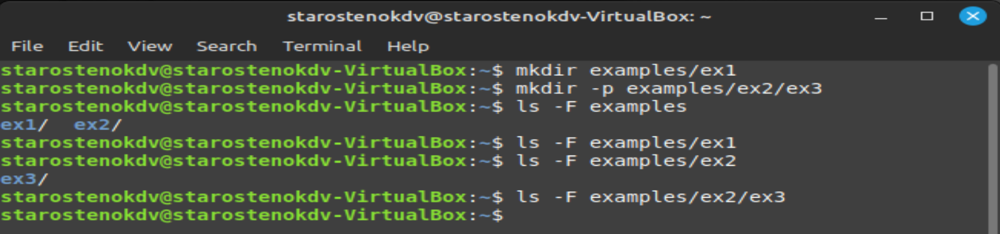 starostenokdv@starostenokdv-VirtualBox: ~
File Edit View Search Terminal Help
starostenokdv@starostenokdv-VirtualBox:~$ mkdir examples/ex1
starostenokdv@starostenokdv-VirtualBox:~$ mkdir -p examples/ex2/ex3
starostenokdv@starostenokdv-VirtualBox:~$ ls -F examples
ex1/  ex2/
starostenokdv@starostenokdv-VirtualBox:~$ ls -F examples/ex1
starostenokdv@starostenokdv-VirtualBox:~$ ls -F examples/ex2
ex3/
starostenokdv@starostenokdv-VirtualBox:~$ ls -F examples/ex2/ex3
starostenokdv@starostenokdv-VirtualBox:~$